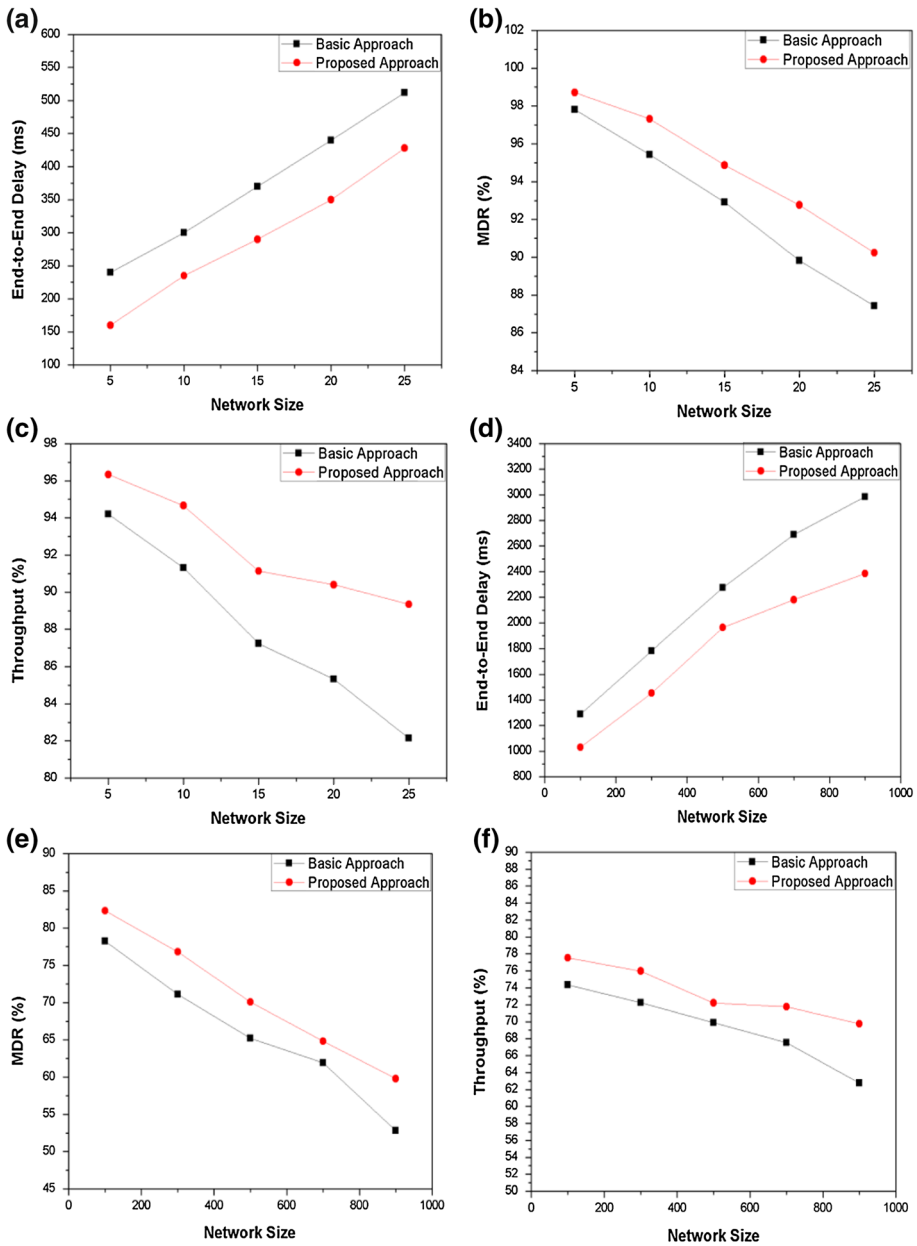 (a)
600
550
500
450
400
350
300
250
200
150
100
5 10 15 20 25
End-to-End Delay (ms)
Network Size
Basic Approach
Proposed Approach
(b)
102
100
98
96
94
92
90
88
86
84
5 10 15 20 25
MDR (%)
Network Size
Basic Approach
Proposed Approach
(c)
98
96
94
92
90
88
86
84
82
80
5 10 15 20 25
Throughput (%)
Network Size
Basic Approach
Proposed Approach
(d)
3400
3200
3000
2800
2600
2400
2200
2000
1800
1600
1400
1200
1000
800
0 200 400 600 800 1000
End-to-End Delay (ms)
Network Size
Basic Approach
Proposed Approach
(e)
90
85
80
75
70
65
60
55
50
45
0 200 400 600 800 1000
MDR (%)
Network Size
Basic Approach
Proposed Approach
(f)
90
88
86
84
82
80
78
76
74
72
70
68
66
64
62
60
58
56
54
52
50
0 200 400 600 800 1000
Throughput (%)
Network Size
Basic Approach
Proposed Approach